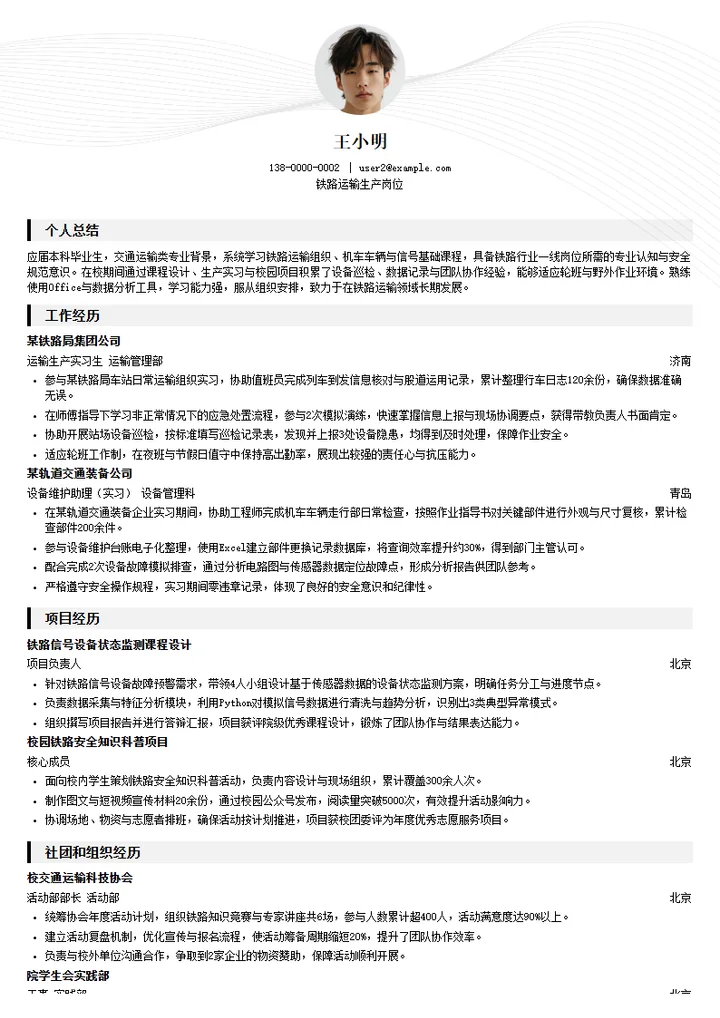 王小明
138-0000-0002 | user2@example.com
铁路运输生产岗位
个人总结
应届本科毕业生，交通运输类专业背景，系统学习铁路运输组织、机车车辆与信号基础课程，具备铁路行业一线岗位所需的专业认知与安全
规范意识。在校期间通过课程设计、生产实习与校园项目积累了设备巡检、数据记录与团队协作经验，能够适应轮班与野外作业环境。熟练
使用Office与数据分析工具，学习能力强，服从组织安排，致力于在铁路运输领域长期发展。
工作经历
某铁路局集团公司
运输生产实习生 运输管理部 济南
• 参与某铁路局车站日常运输组织实习，协助值班员完成列车到发信息核对与股道运用记录，累计整理行车日志120余份，确保数据准确
无误。
• 在师傅指导下学习非正常情况下的应急处置流程，参与2次模拟演练，快速掌握信息上报与现场协调要点，获得带教负责人书面肯定。
• 协助开展站场设备巡检，按标准填写巡检记录表，发现并上报3处设备隐患，均得到及时处理，保障作业安全。
• 适应轮班工作制，在夜班与节假日值守中保持高出勤率，展现出较强的责任心与抗压能力。
某轨道交通装备公司
设备维护助理（实习） 设备管理科 青岛
• 在某轨道交通装备企业实习期间，协助工程师完成机车车辆走行部日常检查，按照作业指导书对关键部件进行外观与尺寸复核，累计检
查部件200余件。
• 参与设备维护台账电子化整理，使用Excel建立部件更换记录数据库，将查询效率提升约30%，得到部门主管认可。
• 配合完成2次设备故障模拟排查，通过分析电路图与传感器数据定位故障点，形成分析报告供团队参考。
• 严格遵守安全操作规程，实习期间零违章记录，体现了良好的安全意识和纪律性。
项目经历
铁路信号设备状态监测课程设计
项目负责人 北京
• 针对铁路信号设备故障预警需求，带领4人小组设计基于传感器数据的设备状态监测方案，明确任务分工与进度节点。
• 负责数据采集与特征分析模块，利用Python对模拟信号数据进行清洗与趋势分析，识别出3类典型异常模式。
• 组织撰写项目报告并进行答辩汇报，项目获评院级优秀课程设计，锻炼了团队协作与结果表达能力。
校园铁路安全知识科普项目
核心成员 北京
• 面向校内学生策划铁路安全知识科普活动，负责内容设计与现场组织，累计覆盖300余人次。
• 制作图文与短视频宣传材料20余份，通过校园公众号发布，阅读量突破5000次，有效提升活动影响力。
• 协调场地、物资与志愿者排班，确保活动按计划推进，项目获校团委评为年度优秀志愿服务项目。
社团和组织经历
校交通运输科技协会
活动部部长 活动部 北京
• 统筹协会年度活动计划，组织铁路知识竞赛与专家讲座共6场，参与人数累计超400人，活动满意度达90%以上。
• 建立活动复盘机制，优化宣传与报名流程，使活动筹备周期缩短20%，提升了团队协作效率。
• 负责与校外单位沟通合作，争取到2家企业的物资赞助，保障活动顺利开展。
院学生会实践部